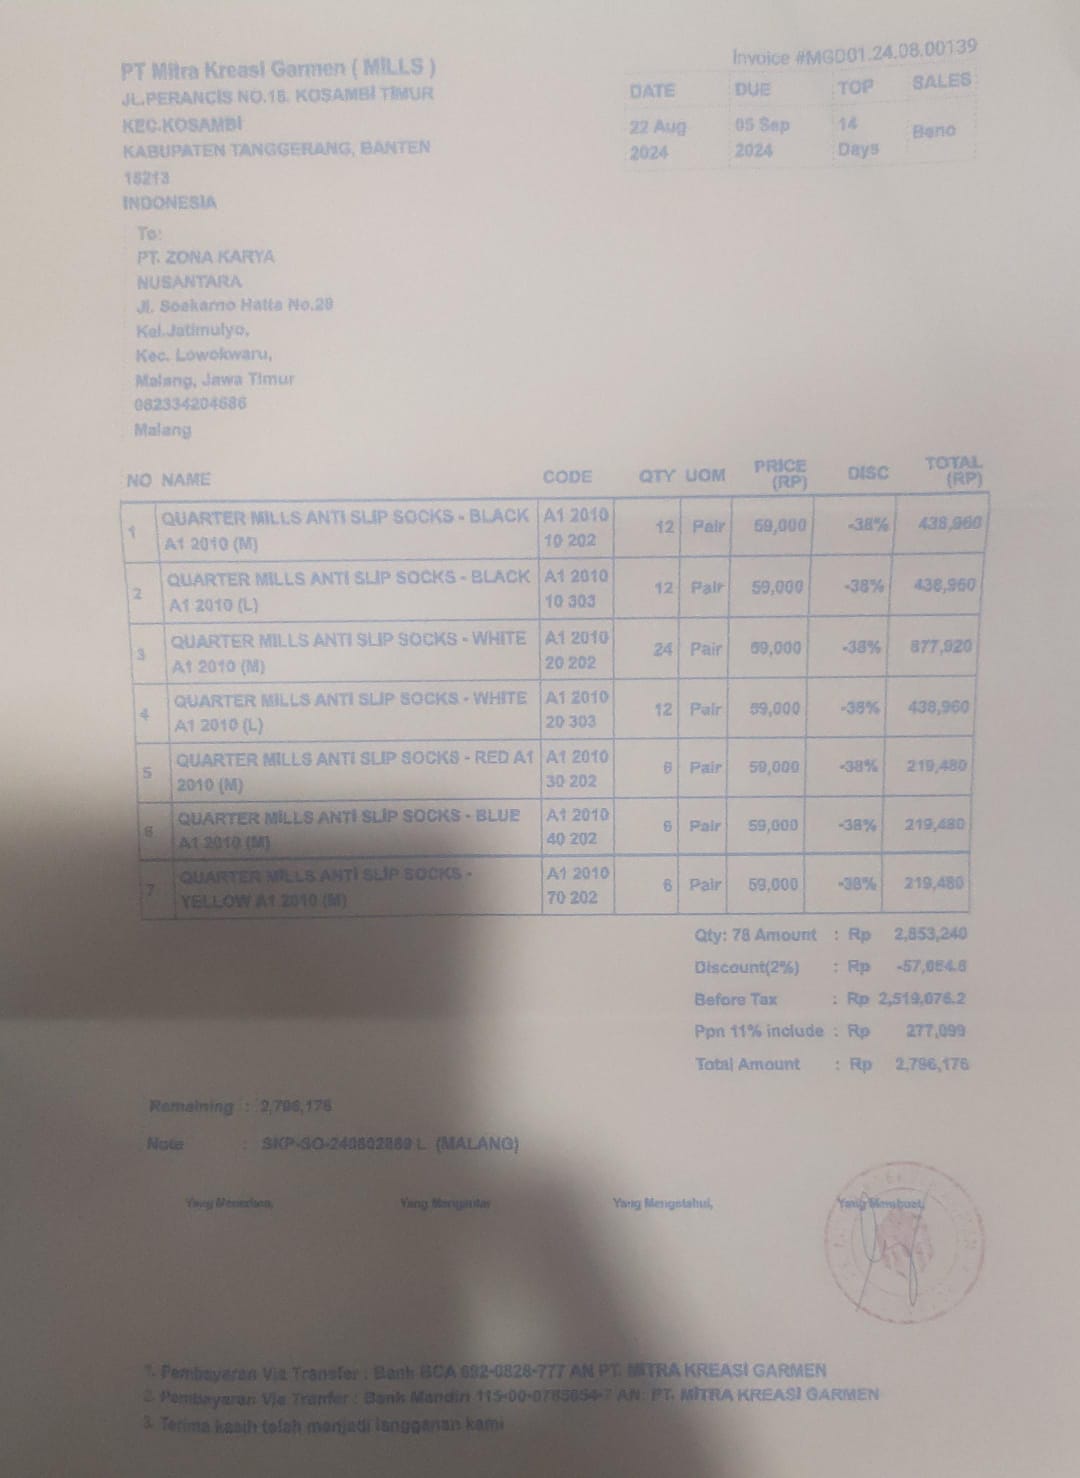 Invoice #MGD01.24.08.00139
PT Mitra Kreasi Garmen ( MILLS )
JL.PERANCIS NO.18. KOSAMBI TIMUR
KEC.KOSAMBI
KABUPATEN TANGGERANG, BANTEN
15213
INDONESIA
DATE DUE TOP SALES
22 Aug 2024 05 Sep 2024 14 Days Beno
To:
PT. ZONA KARYA
NUSANTARA
Jl. Soekarno Hatta No.29
Kel.Jatimulyo,
Kec. Lowokwaru,
Malang, Jawa Timur
082334204686
Malang
NO NAME CODE QTY UOM PRICE (RP) DISC TOTAL (RP)
1 QUARTER MILLS ANTI SLIP SOCKS - BLACK A1 2010 12 Pair 59,000 -38% 438,960
A1 2010 (M) 10 202
2 QUARTER MILLS ANTI SLIP SOCKS - BLACK A1 2010 12 Pair 59,000 -38% 438,960
A1 2010 (L) 10 303
3 QUARTER MILLS ANTI SLIP SOCKS - WHITE A1 2010 24 Pair 59,000 -38% 877,920
A1 2010 (M) 20 202
4 QUARTER MILLS ANTI SLIP SOCKS - WHITE A1 2010 12 Pair 59,000 -38% 438,960
A1 2010 (L) 20 303
5 QUARTER MILLS ANTI SLIP SOCKS - RED A1 A1 2010 6 Pair 59,000 -38% 219,480
2010 (M) 30 202
6 QUARTER MILLS ANTI SLIP SOCKS - BLUE A1 2010 6 Pair 59,000 -38% 219,480
A1 2010 (M) 40 202
7 QUARTER MILLS ANTI SLIP SOCKS - A1 2010 6 Pair 59,000 -38% 219,480
YELLOW A1 2010 (M) 70 202
Qty: 78 Amount : Rp 2,853,240
Discount(2%) : Rp -57,064.8
Before Tax : Rp 2,519,076.2
Ppn 11% include : Rp 277,099
Total Amount : Rp 2,796,176
Remaining : 2,796,176
Note : SKP-SO-240802869 L (MALANG)
Yang Menerima, Yang Mengantar Yang Mengetahui, Yang Membuat,
1. Pembayaran Via Transfer : Bank BCA 692-0828-777 AN PT. MITRA KREASI GARMEN
2. Pembayaran Via Tranfer : Bank Mandiri 115-00-0785654-7 AN : PT. MITRA KREASI GARMEN
3. Terima kasih telah menjadi langganan kami